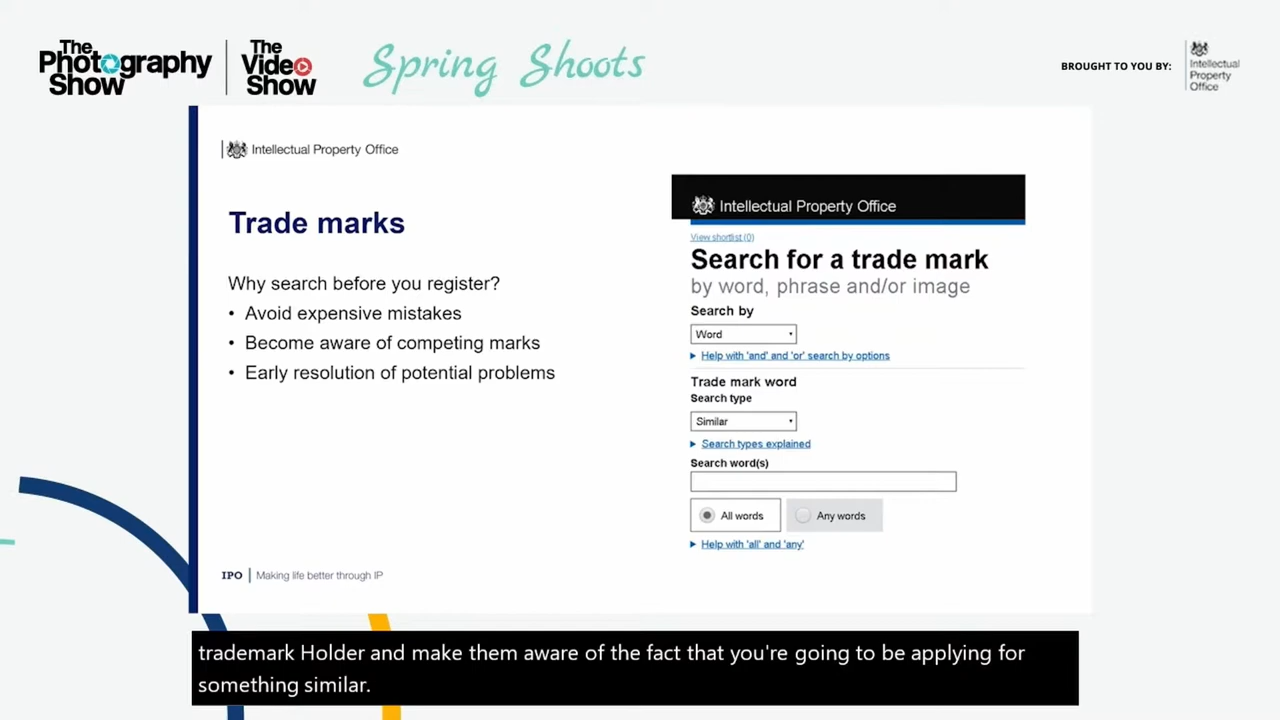 The
Photography
Show
The
Video
Show
Spring Shoots
BROUGHT TO YOU BY:
Intellectual
Property
Office
Intellectual Property Office
Trade marks
Why search before you register?
• Avoid expensive mistakes
• Become aware of competing marks
• Early resolution of potential problems
IPO | Making life better through IP
Intellectual Property Office
View shortlist (0)
Search for a trade mark
by word, phrase and/or image
Search by
Word
Help with 'and' and 'or' search by options
Trade mark word
Search type
Similar
Search types explained
Search word(s)
All words Any words
Help with 'all' and 'any'
trademark Holder and make them aware of the fact that you're going to be applying for
something similar.